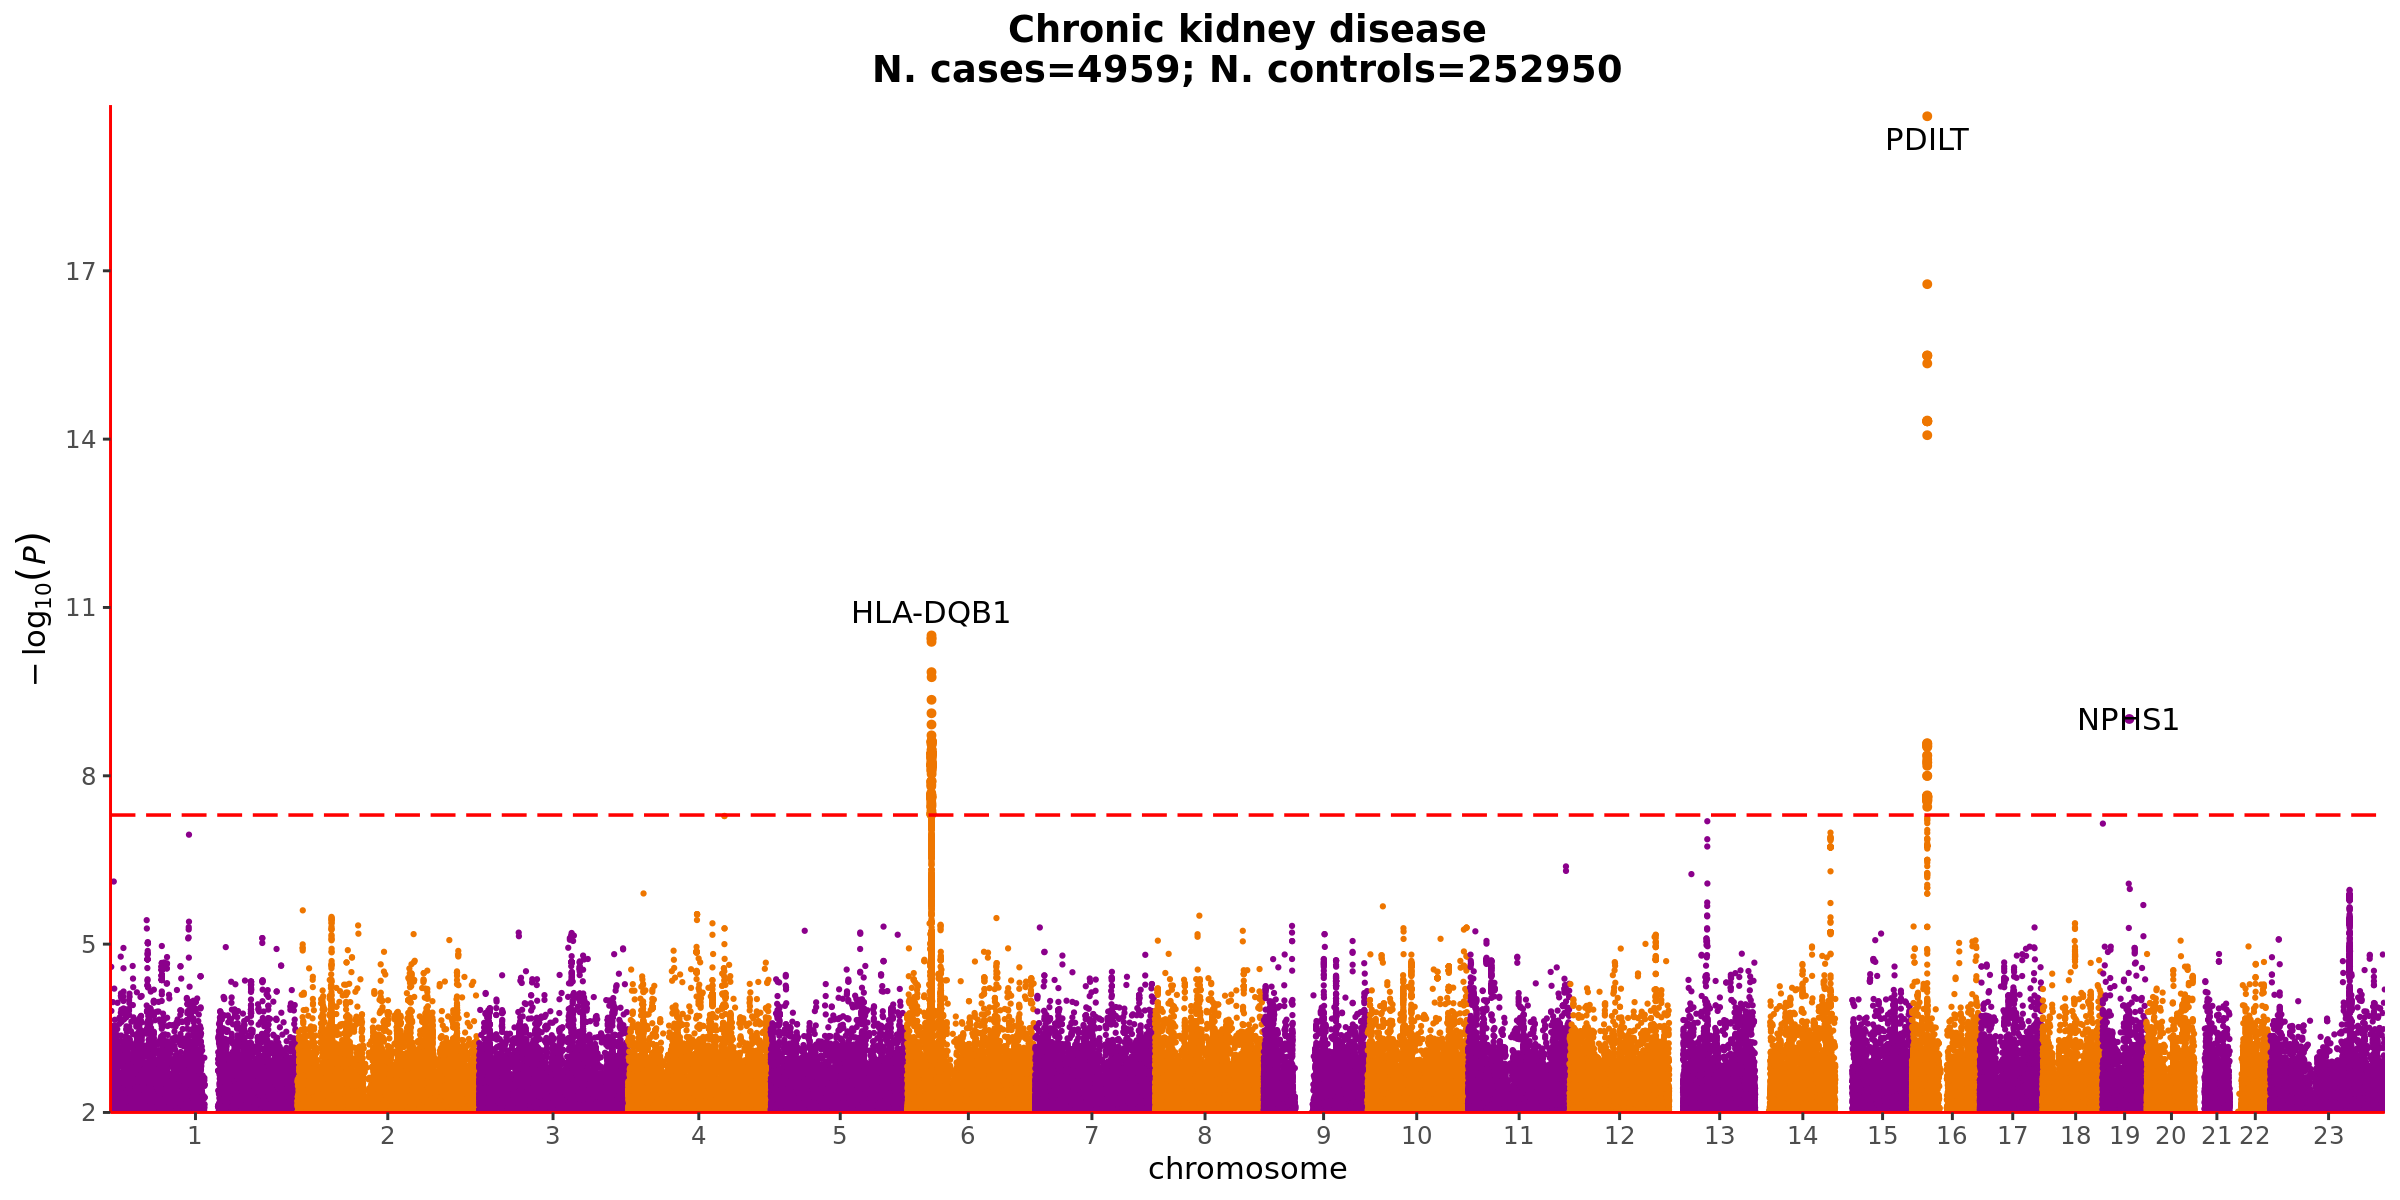 Chronic kidney disease
N. cases=4959; N. controls=252950
PDILT
17
14
− log10(P)
11
HLA-DQB1
NPHS1
8
5
2
1 2 3 4 5 6 7 8 9 10 11 12 13 14 15 16 17 18 19 20 21 22 23
chromosome